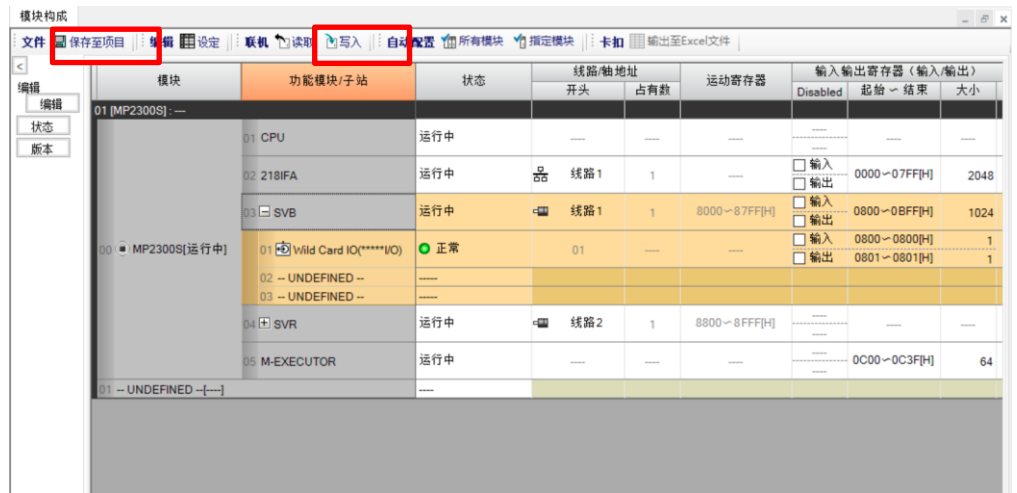 模块构成
文件 保存至项目 编辑 设定 联机 读取 写入 自动配置 所有模块 指定模块 卡扣 输出至Excel文件
<
编辑
编辑
状态
版本
模块 功能模块/子站 状态 线路/轴地址 运动寄存器 输入输出寄存器（输入/输出）
开头 占有数 Disabled 起始～结束 大小
01 [MP2300S] : ---
00 MP2300S[运行中]
01 CPU 运行中 ---- ---- ---- ---- ---- ----
02 218IFA 运行中 线路1 1 ---- 输入 输出 0000～07FF[H] 2048
03 SVB 运行中 线路1 1 8000～87FF[H] 输入 输出 0800～0BFF[H] 1024
01 Wild Card IO(*****I/O) 正常 01 ---- ---- 输入 0800～0800[H] 1
输出 0801～0801[H] 1
02 -- UNDEFINED -- -----
03 -- UNDEFINED -- -----
04 SVR 运行中 线路2 1 8800～8FFF[H] ---- ---- ----
05 M-EXECUTOR 运行中 ---- ---- ---- ---- 0C00～0C3F[H] 64
01 -- UNDEFINED --[----] ----